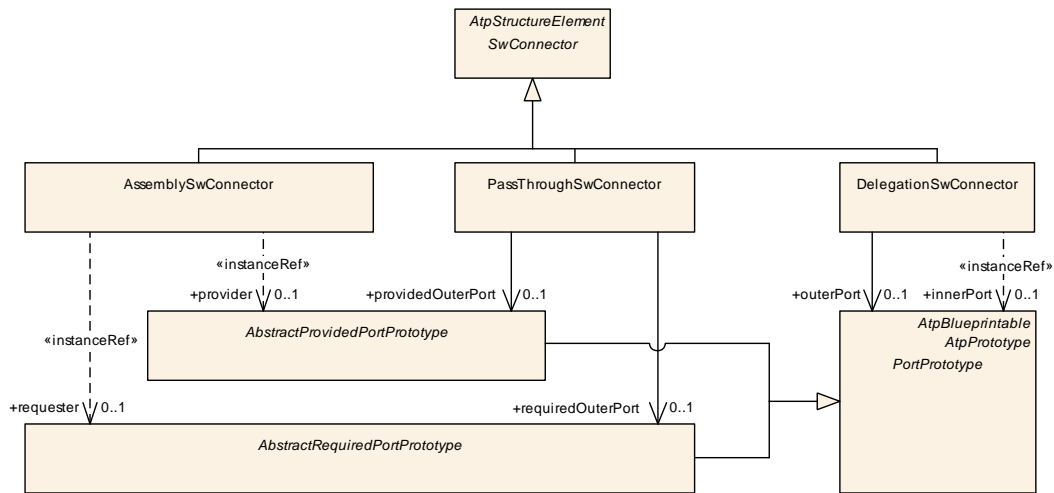 AtpStructureElement
SwConnector
AssemblySwConnector
PassThroughSwConnector
DelegationSwConnector
«instanceRef»
«instanceRef»
+provider 0..1
+providedOuterPort 0..1
+outerPort 0..1
+innerPort 0..1
AbstractProvidedPortPrototype
AtpBlueprintable
AtpPrototype
PortPrototype
«instanceRef»
+requester 0..1
+requiredOuterPort 0..1
AbstractRequiredPortPrototype